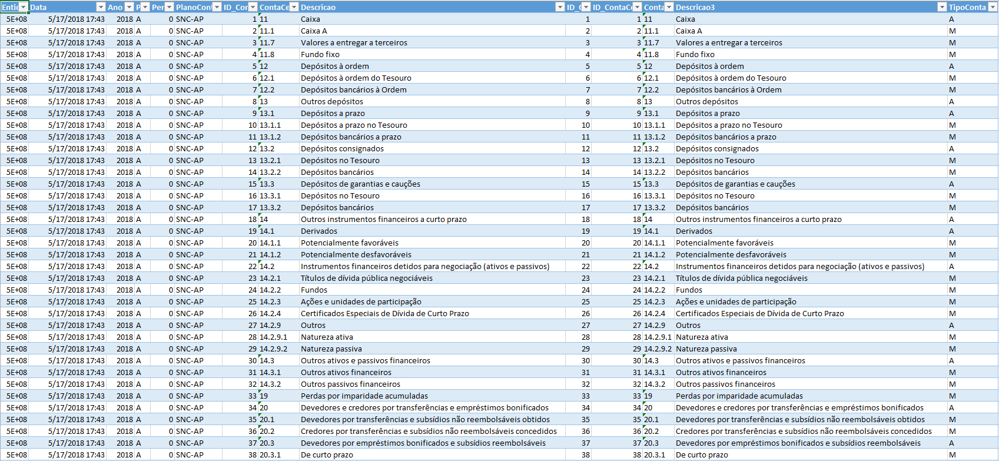 Entid Data Ano P Per PlanoCont ID_Cor ContaCe Descricao ID_C ID_ContaCe Conta Descricao3 TipoConta
5E+08 5/17/2018 17:43 2018 A 0 SNC-AP 1 11 Caixa 1 1 11 Caixa A
5E+08 5/17/2018 17:43 2018 A 0 SNC-AP 2 11.1 Caixa A 2 2 11.1 Caixa A M
5E+08 5/17/2018 17:43 2018 A 0 SNC-AP 3 11.7 Valores a entregar a terceiros 3 3 11.7 Valores a entregar a terceiros M
5E+08 5/17/2018 17:43 2018 A 0 SNC-AP 4 11.8 Fundo fixo 4 4 11.8 Fundo fixo M
5E+08 5/17/2018 17:43 2018 A 0 SNC-AP 5 12 Depósitos à ordem 5 5 12 Depósitos à ordem A
5E+08 5/17/2018 17:43 2018 A 0 SNC-AP 6 12.1 Depósitos à ordem do Tesouro 6 6 12.1 Depósitos à ordem do Tesouro M
5E+08 5/17/2018 17:43 2018 A 0 SNC-AP 7 12.2 Depósitos bancários à Ordem 7 7 12.2 Depósitos bancários à Ordem M
5E+08 5/17/2018 17:43 2018 A 0 SNC-AP 8 13 Outros depósitos 8 8 13 Outros depósitos A
5E+08 5/17/2018 17:43 2018 A 0 SNC-AP 9 13.1 Depósitos a prazo 9 9 13.1 Depósitos a prazo A
5E+08 5/17/2018 17:43 2018 A 0 SNC-AP 10 13.1.1 Depósitos a prazo no Tesouro 10 10 13.1.1 Depósitos a prazo no Tesouro M
5E+08 5/17/2018 17:43 2018 A 0 SNC-AP 11 13.1.2 Depósitos bancários a prazo 11 11 13.1.2 Depósitos bancários a prazo M
5E+08 5/17/2018 17:43 2018 A 0 SNC-AP 12 13.2 Depósitos consignados 12 12 13.2 Depósitos consignados A
5E+08 5/17/2018 17:43 2018 A 0 SNC-AP 13 13.2.1 Depósitos no Tesouro 13 13 13.2.1 Depósitos no Tesouro M
5E+08 5/17/2018 17:43 2018 A 0 SNC-AP 14 13.2.2 Depósitos bancários 14 14 13.2.2 Depósitos bancários M
5E+08 5/17/2018 17:43 2018 A 0 SNC-AP 15 13.3 Depósitos de garantias e cauções 15 15 13.3 Depósitos de garantias e cauções A
5E+08 5/17/2018 17:43 2018 A 0 SNC-AP 16 13.3.1 Depósitos no Tesouro 16 16 13.3.1 Depósitos no Tesouro M
5E+08 5/17/2018 17:43 2018 A 0 SNC-AP 17 13.3.2 Depósitos bancários 17 17 13.3.2 Depósitos bancários M
5E+08 5/17/2018 17:43 2018 A 0 SNC-AP 18 14 Outros instrumentos financeiros a curto prazo 18 18 14 Outros instrumentos financeiros a curto prazo A
5E+08 5/17/2018 17:43 2018 A 0 SNC-AP 19 14.1 Derivados 19 19 14.1 Derivados A
5E+08 5/17/2018 17:43 2018 A 0 SNC-AP 20 14.1.1 Potencialmente favoráveis 20 20 14.1.1 Potencialmente favoráveis M
5E+08 5/17/2018 17:43 2018 A 0 SNC-AP 21 14.1.2 Potencialmente desfavoráveis 21 21 14.1.2 Potencialmente desfavoráveis M
5E+08 5/17/2018 17:43 2018 A 0 SNC-AP 22 14.2 Instrumentos financeiros detidos para negociação (ativos e passivos) 22 22 14.2 Instrumentos financeiros detidos para negociação (ativos e passivos) A
5E+08 5/17/2018 17:43 2018 A 0 SNC-AP 23 14.2.1 Títulos de dívida pública negociáveis 23 23 14.2.1 Títulos de dívida pública negociáveis M
5E+08 5/17/2018 17:43 2018 A 0 SNC-AP 24 14.2.2 Fundos 24 24 14.2.2 Fundos M
5E+08 5/17/2018 17:43 2018 A 0 SNC-AP 25 14.2.3 Ações e unidades de participação 25 25 14.2.3 Ações e unidades de participação M
5E+08 5/17/2018 17:43 2018 A 0 SNC-AP 26 14.2.4 Certificados Especiais de Dívida de Curto Prazo 26 26 14.2.4 Certificados Especiais de Dívida de Curto Prazo M
5E+08 5/17/2018 17:43 2018 A 0 SNC-AP 27 14.2.9 Outros 27 27 14.2.9 Outros A
5E+08 5/17/2018 17:43 2018 A 0 SNC-AP 28 14.2.9.1 Natureza ativa 28 28 14.2.9.1 Natureza ativa M
5E+08 5/17/2018 17:43 2018 A 0 SNC-AP 29 14.2.9.2 Natureza passiva 29 29 14.2.9.2 Natureza passiva M
5E+08 5/17/2018 17:43 2018 A 0 SNC-AP 30 14.3 Outros ativos e passivos financeiros 30 30 14.3 Outros ativos e passivos financeiros A
5E+08 5/17/2018 17:43 2018 A 0 SNC-AP 31 14.3.1 Outros ativos financeiros 31 31 14.3.1 Outros ativos financeiros M
5E+08 5/17/2018 17:43 2018 A 0 SNC-AP 32 14.3.2 Outros passivos financeiros 32 32 14.3.2 Outros passivos financeiros M
5E+08 5/17/2018 17:43 2018 A 0 SNC-AP 33 19 Perdas por imparidade acumuladas 33 33 19 Perdas por imparidade acumuladas M
5E+08 5/17/2018 17:43 2018 A 0 SNC-AP 34 20 Devedores e credores por transferências e empréstimos bonificados 34 34 20 Devedores e credores por transferências e empréstimos bonificados A
5E+08 5/17/2018 17:43 2018 A 0 SNC-AP 35 20.1 Devedores por transferências e subsídios não reembolsáveis obtidos 35 35 20.1 Devedores por transferências e subsídios não reembolsáveis obtidos M
5E+08 5/17/2018 17:43 2018 A 0 SNC-AP 36 20.2 Credores por transferências e subsídios não reembolsáveis concedidos 36 36 20.2 Credores por transferências e subsídios não reembolsáveis concedidos M
5E+08 5/17/2018 17:43 2018 A 0 SNC-AP 37 20.3 Devedores por empréstimos bonificados e subsídios reembolsáveis 37 37 20.3 Devedores por empréstimos bonificados e subsídios reembolsáveis A
5E+08 5/17/2018 17:43 2018 A 0 SNC-AP 38 20.3.1 De curto prazo 38 38 20.3.1 De curto prazo M